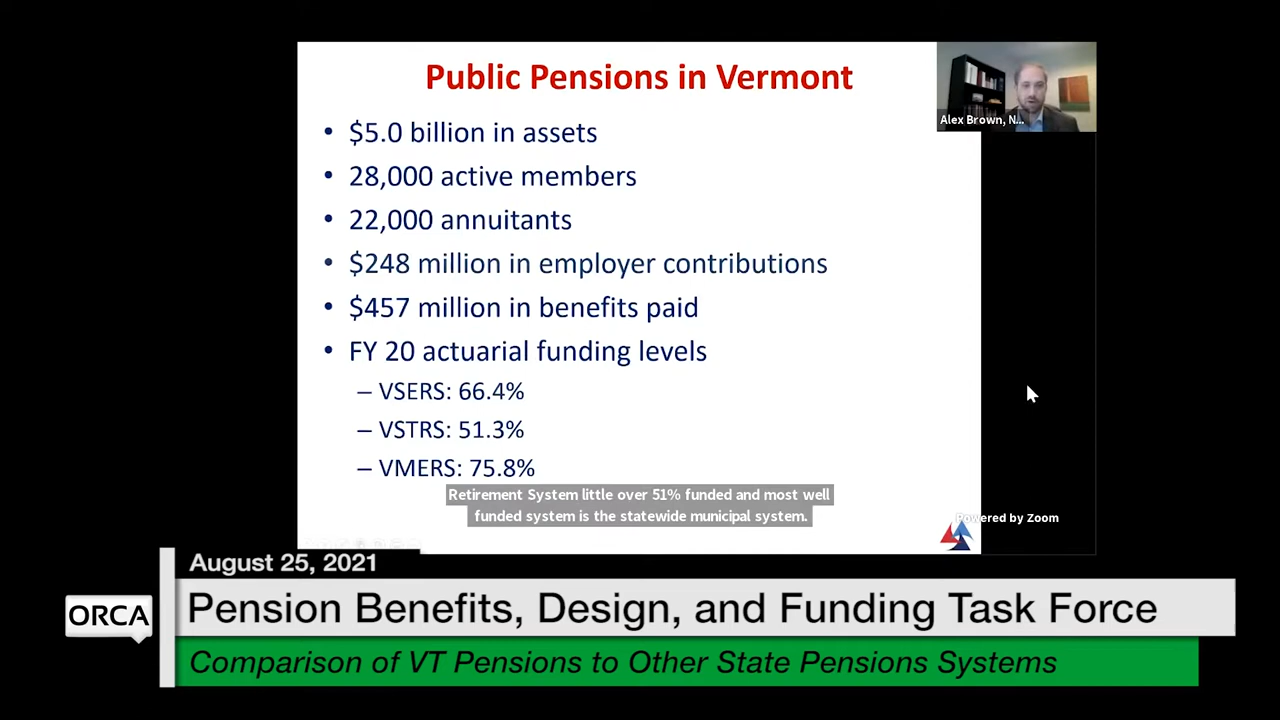 Public Pensions in Vermont
Alex Brown, N...
• $5.0 billion in assets
• 28,000 active members
• 22,000 annuitants
• $248 million in employer contributions
• $457 million in benefits paid
• FY 20 actuarial funding levels
– VSERS: 66.4%
– VSTRS: 51.3%
– VMERS: 75.8%
Retirement System little over 51% funded and most well
funded system is the statewide municipal system.
Powered by Zoom
August 25, 2021
ORCA
Pension Benefits, Design, and Funding Task Force
Comparison of VT Pensions to Other State Pensions Systems